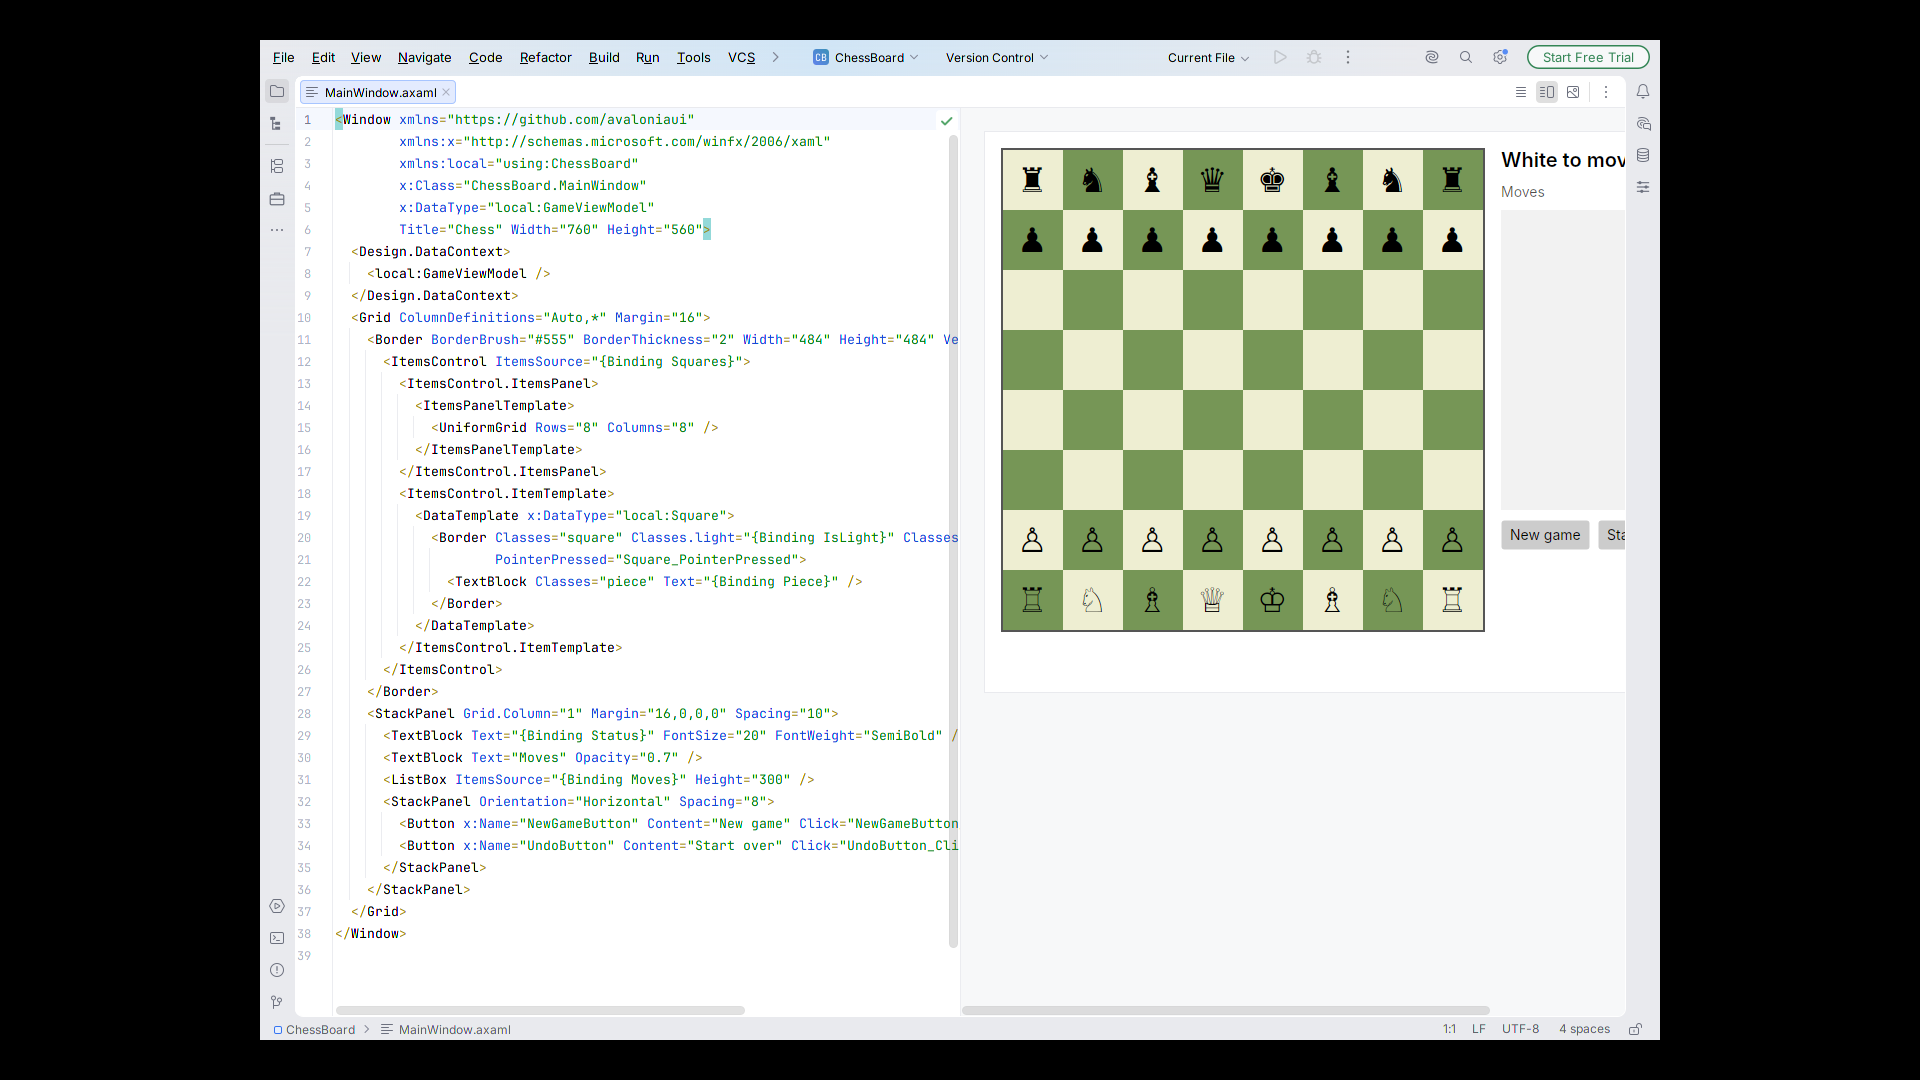 File Edit View Navigate Code Refactor Build Run Tools VCS CB ChessBoard Version Control Current File Start Free Trial
MainWindow.axaml
1 <Window xmlns="https://github.com/avaloniaui"
2 xmlns:x="http://schemas.microsoft.com/winfx/2006/xaml"
3 xmlns:local="using:ChessBoard"
4 x:Class="ChessBoard.MainWindow"
5 x:DataType="local:GameViewModel"
6 Title="Chess" Width="760" Height="560">
7 <Design.DataContext>
8 <local:GameViewModel />
9 </Design.DataContext>
10 <Grid ColumnDefinitions="Auto,*" Margin="16">
11 <Border BorderBrush="#555" BorderThickness="2" Width="484" Height="484" Ve
12 <ItemsControl ItemsSource="{Binding Squares}">
13 <ItemsControl.ItemsPanel>
14 <ItemsPanelTemplate>
15 <UniformGrid Rows="8" Columns="8" />
16 </ItemsPanelTemplate>
17 </ItemsControl.ItemsPanel>
18 <ItemsControl.ItemTemplate>
19 <DataTemplate x:DataType="local:Square">
20 <Border Classes="square" Classes.light="{Binding IsLight}" Classes
21 PointerPressed="Square_PointerPressed">
22 <TextBlock Classes="piece" Text="{Binding Piece}" />
23 </Border>
24 </DataTemplate>
25 </ItemsControl.ItemTemplate>
26 </ItemsControl>
27 </Border>
28 <StackPanel Grid.Column="1" Margin="16,0,0,0" Spacing="10">
29 <TextBlock Text="{Binding Status}" FontSize="20" FontWeight="SemiBold" /
30 <TextBlock Text="Moves" Opacity="0.7" />
31 <ListBox ItemsSource="{Binding Moves}" Height="300" />
32 <StackPanel Orientation="Horizontal" Spacing="8">
33 <Button x:Name="NewGameButton" Content="New game" Click="NewGameButton
34 <Button x:Name="UndoButton" Content="Start over" Click="UndoButton_Cli
35 </StackPanel>
36 </StackPanel>
37 </Grid>
38 </Window>
39
White to mov
Moves
♜ ♞ ♝ ♛ ♚ ♝ ♞ ♜
♟ ♟ ♟ ♟ ♟ ♟ ♟ ♟
♙ ♙ ♙ ♙ ♙ ♙ ♙ ♙
♖ ♘ ♗ ♕ ♔ ♗ ♘ ♖
New game Sta
ChessBoard MainWindow.axaml 1:1 LF UTF-8 4 spaces